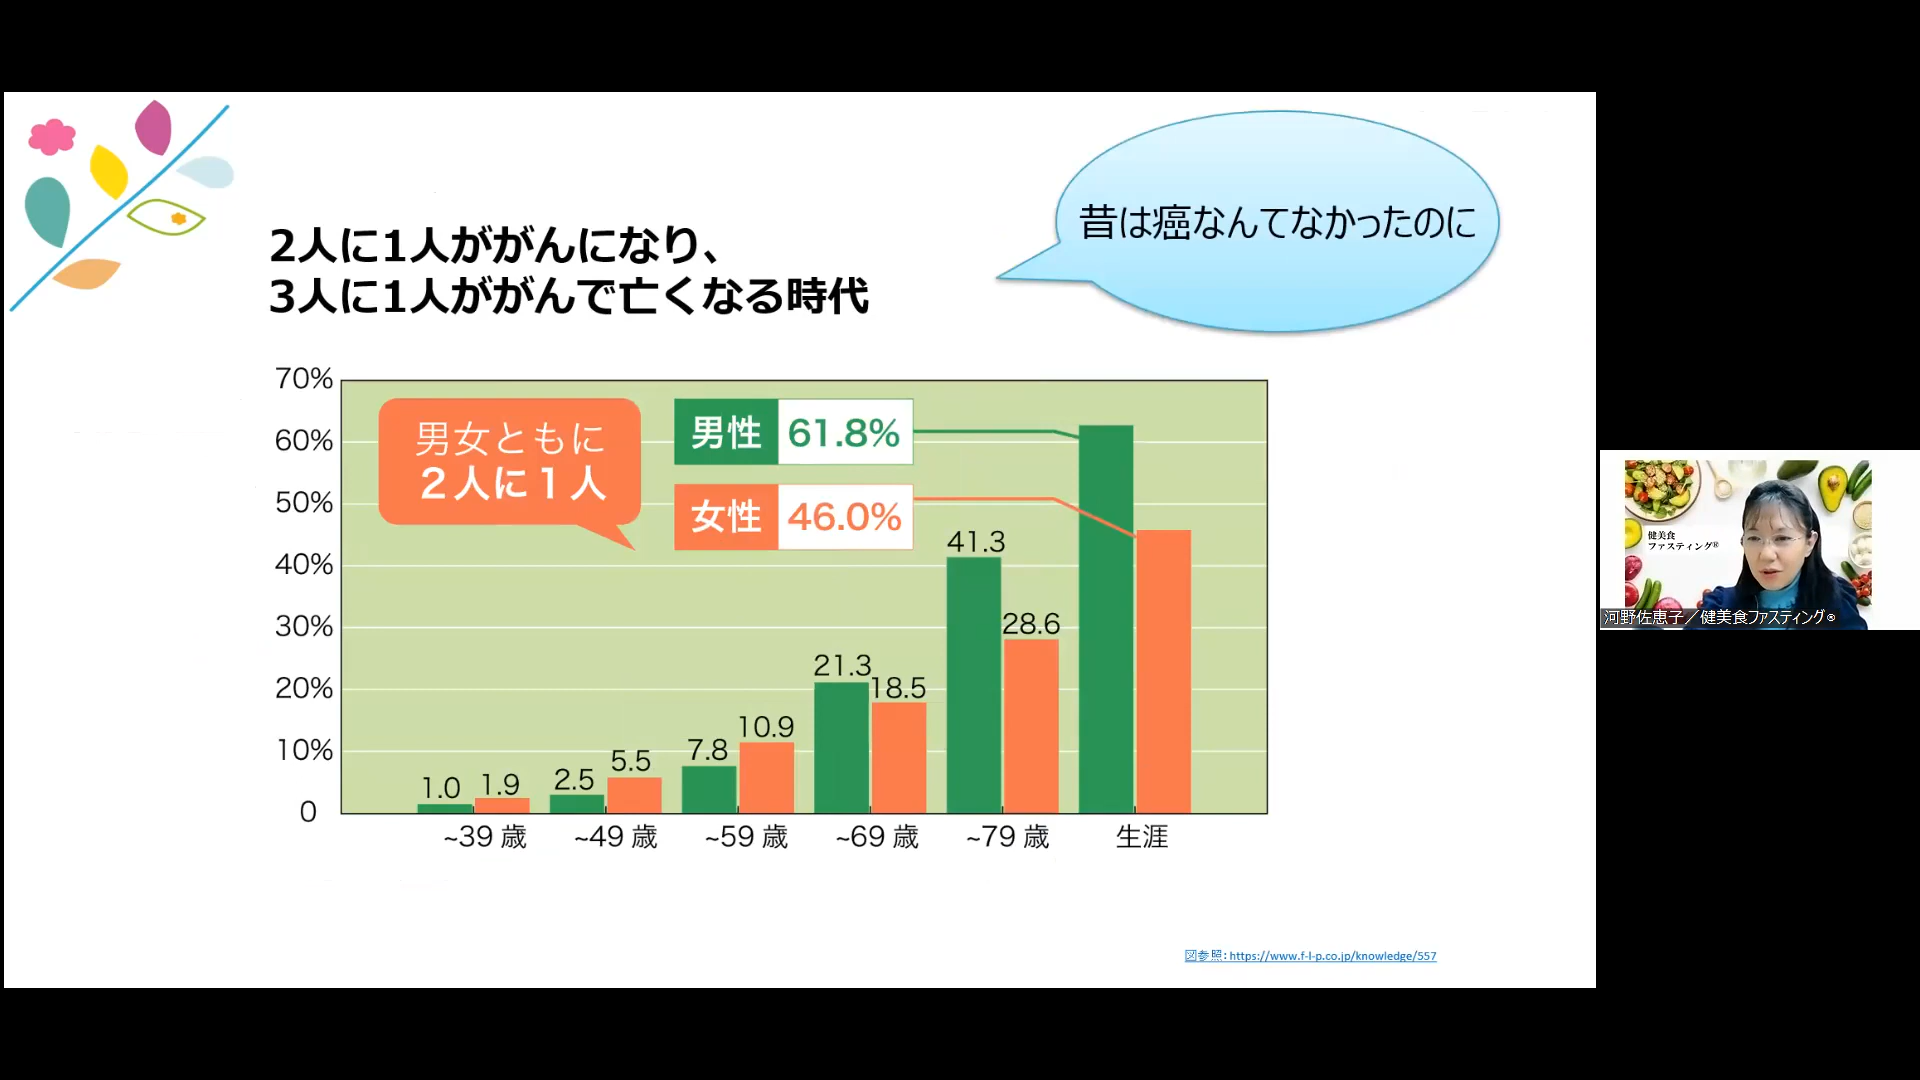 昔は癌なんてなかったのに
2人に1人ががんになり、
3人に1人ががんで亡くなる時代
70%
60%
50%
40%
30%
20%
10%
0
男女ともに
２人に１人
男性 61.8%
女性 46.0%
1.0 1.9
2.5 5.5
7.8 10.9
21.3 18.5
41.3 28.6
~39 歳 ~49 歳 ~59 歳 ~69 歳 ~79 歳 生涯
図参照：https://www.f-l-p.co.jp/knowledge/557
健美食
ファスティング®
河野佐恵子／健美食ファスティング®